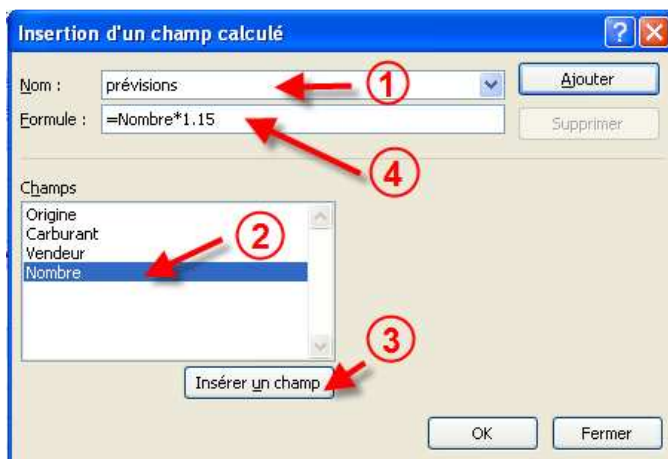 Insertion d'un champ calculé
Nom : prévisions 1 Ajouter
Formule : =Nombre*1.15 Supprimer
4
Champs
Origine
Carburant
Vendeur
Nombre
2
3
Insérer un champ
OK Fermer